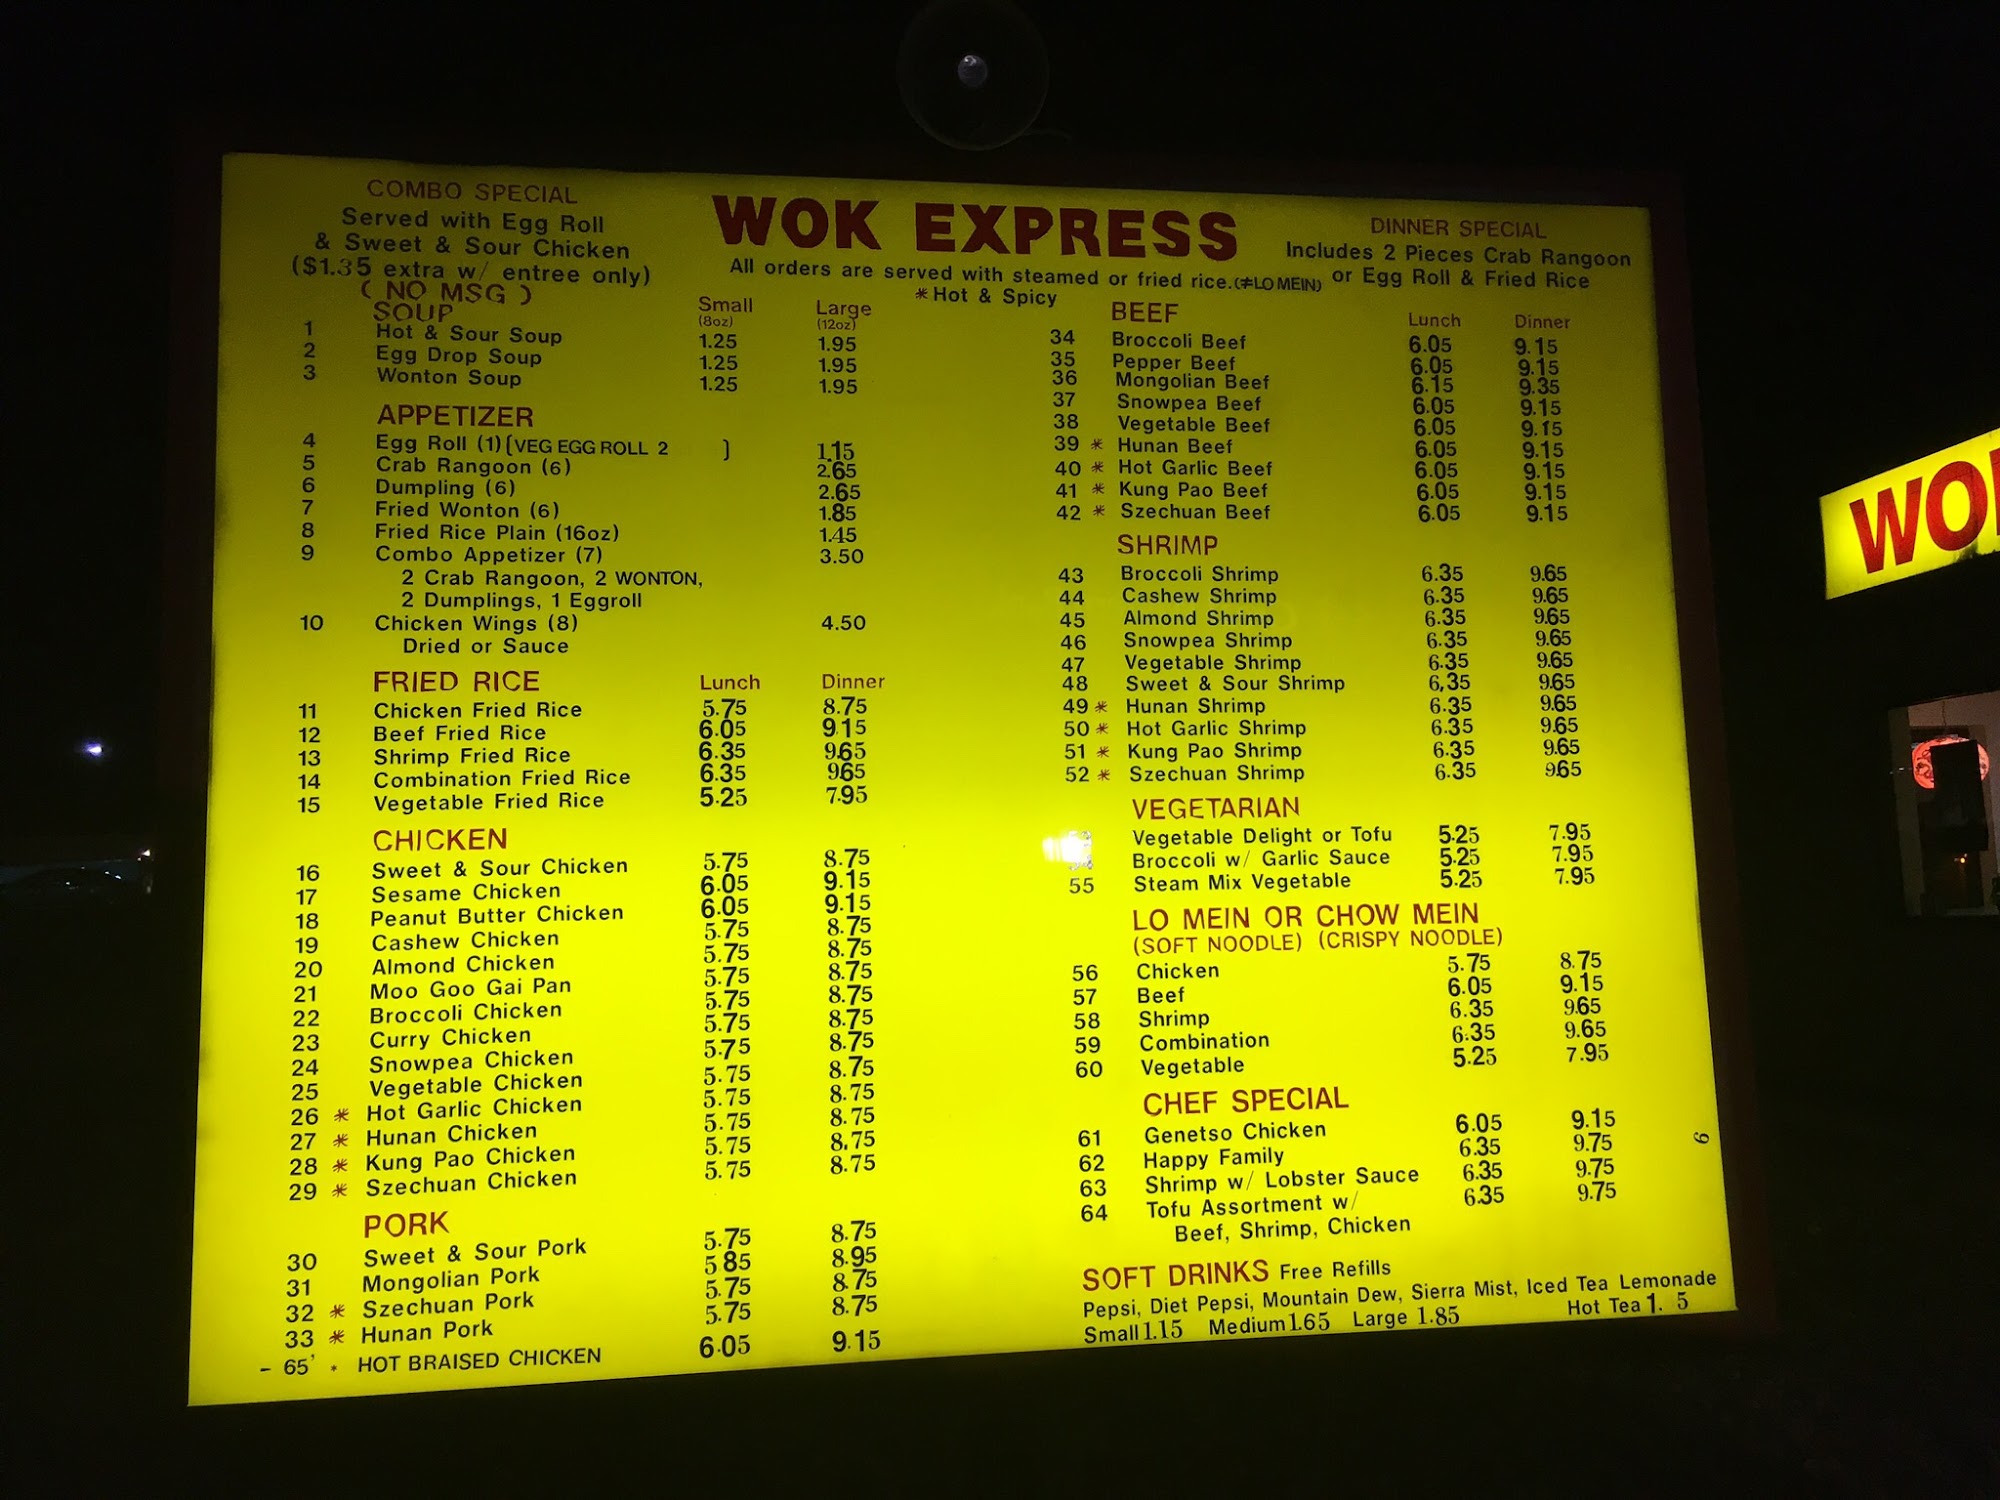 COMBO SPECIAL
Served with Egg Roll
& Sweet & Sour Chicken
($1.35 extra w/ entree only)
( NO MSG )
WOK EXPRESS
All orders are served with steamed or fried rice.(≠LO MEIN)
*Hot & Spicy
DINNER SPECIAL
Includes 2 Pieces Crab Rangoon
or Egg Roll & Fried Rice
SOUP Small Large
(8oz) (12oz)
1 Hot & Sour Soup 1.25 1.95
2 Egg Drop Soup 1.25 1.95
3 Wonton Soup 1.25 1.95
APPETIZER
4 Egg Roll (1) (VEG EGG ROLL 2 ) 1.15
5 Crab Rangoon (6) 2.65
6 Dumpling (6) 2.65
7 Fried Wonton (6) 1.85
8 Fried Rice Plain (16oz) 1.45
9 Combo Appetizer (7) 3.50
2 Crab Rangoon, 2 WONTON,
2 Dumplings, 1 Eggroll
10 Chicken Wings (8) 4.50
Dried or Sauce
FRIED RICE Lunch Dinner
11 Chicken Fried Rice 5.75 8.75
12 Beef Fried Rice 6.05 9.15
13 Shrimp Fried Rice 6.35 9.65
14 Combination Fried Rice 6.35 965
15 Vegetable Fried Rice 5.25 7.95
CHICKEN
16 Sweet & Sour Chicken 5.75 8.75
17 Sesame Chicken 6.05 9.15
18 Peanut Butter Chicken 6.05 9.15
19 Cashew Chicken 5.75 8.75
20 Almond Chicken 5.75 8.75
21 Moo Goo Gai Pan 5.75 8.75
22 Broccoli Chicken 5.75 8.75
23 Curry Chicken 5.75 8.75
24 Snowpea Chicken 5.75 8.75
25 Vegetable Chicken 5.75 8.75
26 * Hot Garlic Chicken 5.75 8.75
27 * Hunan Chicken 5.75 8.75
28 * Kung Pao Chicken 5.75 8.75
29 * Szechuan Chicken 5.75 8.75
PORK
30 Sweet & Sour Pork 5.75 8.75
31 Mongolian Pork 5 85 8.95
32 * Szechuan Pork 5.75 8.75
33 * Hunan Pork 5.75 8.75
- 65' * HOT BRAISED CHICKEN 6.05 9.15
BEEF Lunch Dinner
34 Broccoli Beef 6.05 9.15
35 Pepper Beef 6.05 9.15
36 Mongolian Beef 6.15 9.35
37 Snowpea Beef 6.05 9.15
38 Vegetable Beef 6.05 9.15
39 * Hunan Beef 6.05 9.15
40 * Hot Garlic Beef 6.05 9.15
41 * Kung Pao Beef 6.05 9.15
42 * Szechuan Beef 6.05 9.15
SHRIMP
43 Broccoli Shrimp 6.35 9.65
44 Cashew Shrimp 6.35 9.65
45 Almond Shrimp 6.35 9.65
46 Snowpea Shrimp 6.35 9.65
47 Vegetable Shrimp 6.35 9.65
48 Sweet & Sour Shrimp 6,35 9.65
49 * Hunan Shrimp 6.35 9.65
50 * Hot Garlic Shrimp 6.35 9.65
51 * Kung Pao Shrimp 6.35 9.65
52 * Szechuan Shrimp 6.35 965
VEGETARIAN
Vegetable Delight or Tofu 5.25 7.95
Broccoli w/ Garlic Sauce 5.25 7.95
55 Steam Mix Vegetable 5.25 7.95
LO MEIN OR CHOW MEIN
(SOFT NOODLE) (CRISPY NOODLE)
56 Chicken 5.75 8.75
57 Beef 6.05 9.15
58 Shrimp 6.35 9.65
59 Combination 6.35 9.65
60 Vegetable 5.25 7.95
CHEF SPECIAL
61 Genetso Chicken 6.05 9.15
62 Happy Family 6.35 9.75
63 Shrimp w/ Lobster Sauce 6.35 9.75
64 Tofu Assortment w/ 6.35 9.75
Beef, Shrimp, Chicken
SOFT DRINKS Free Refills
Pepsi, Diet Pepsi, Mountain Dew, Sierra Mist, Iced Tea Lemonade
Small 1.15 Medium 1.65 Large 1.85 Hot Tea 1. 5
WO